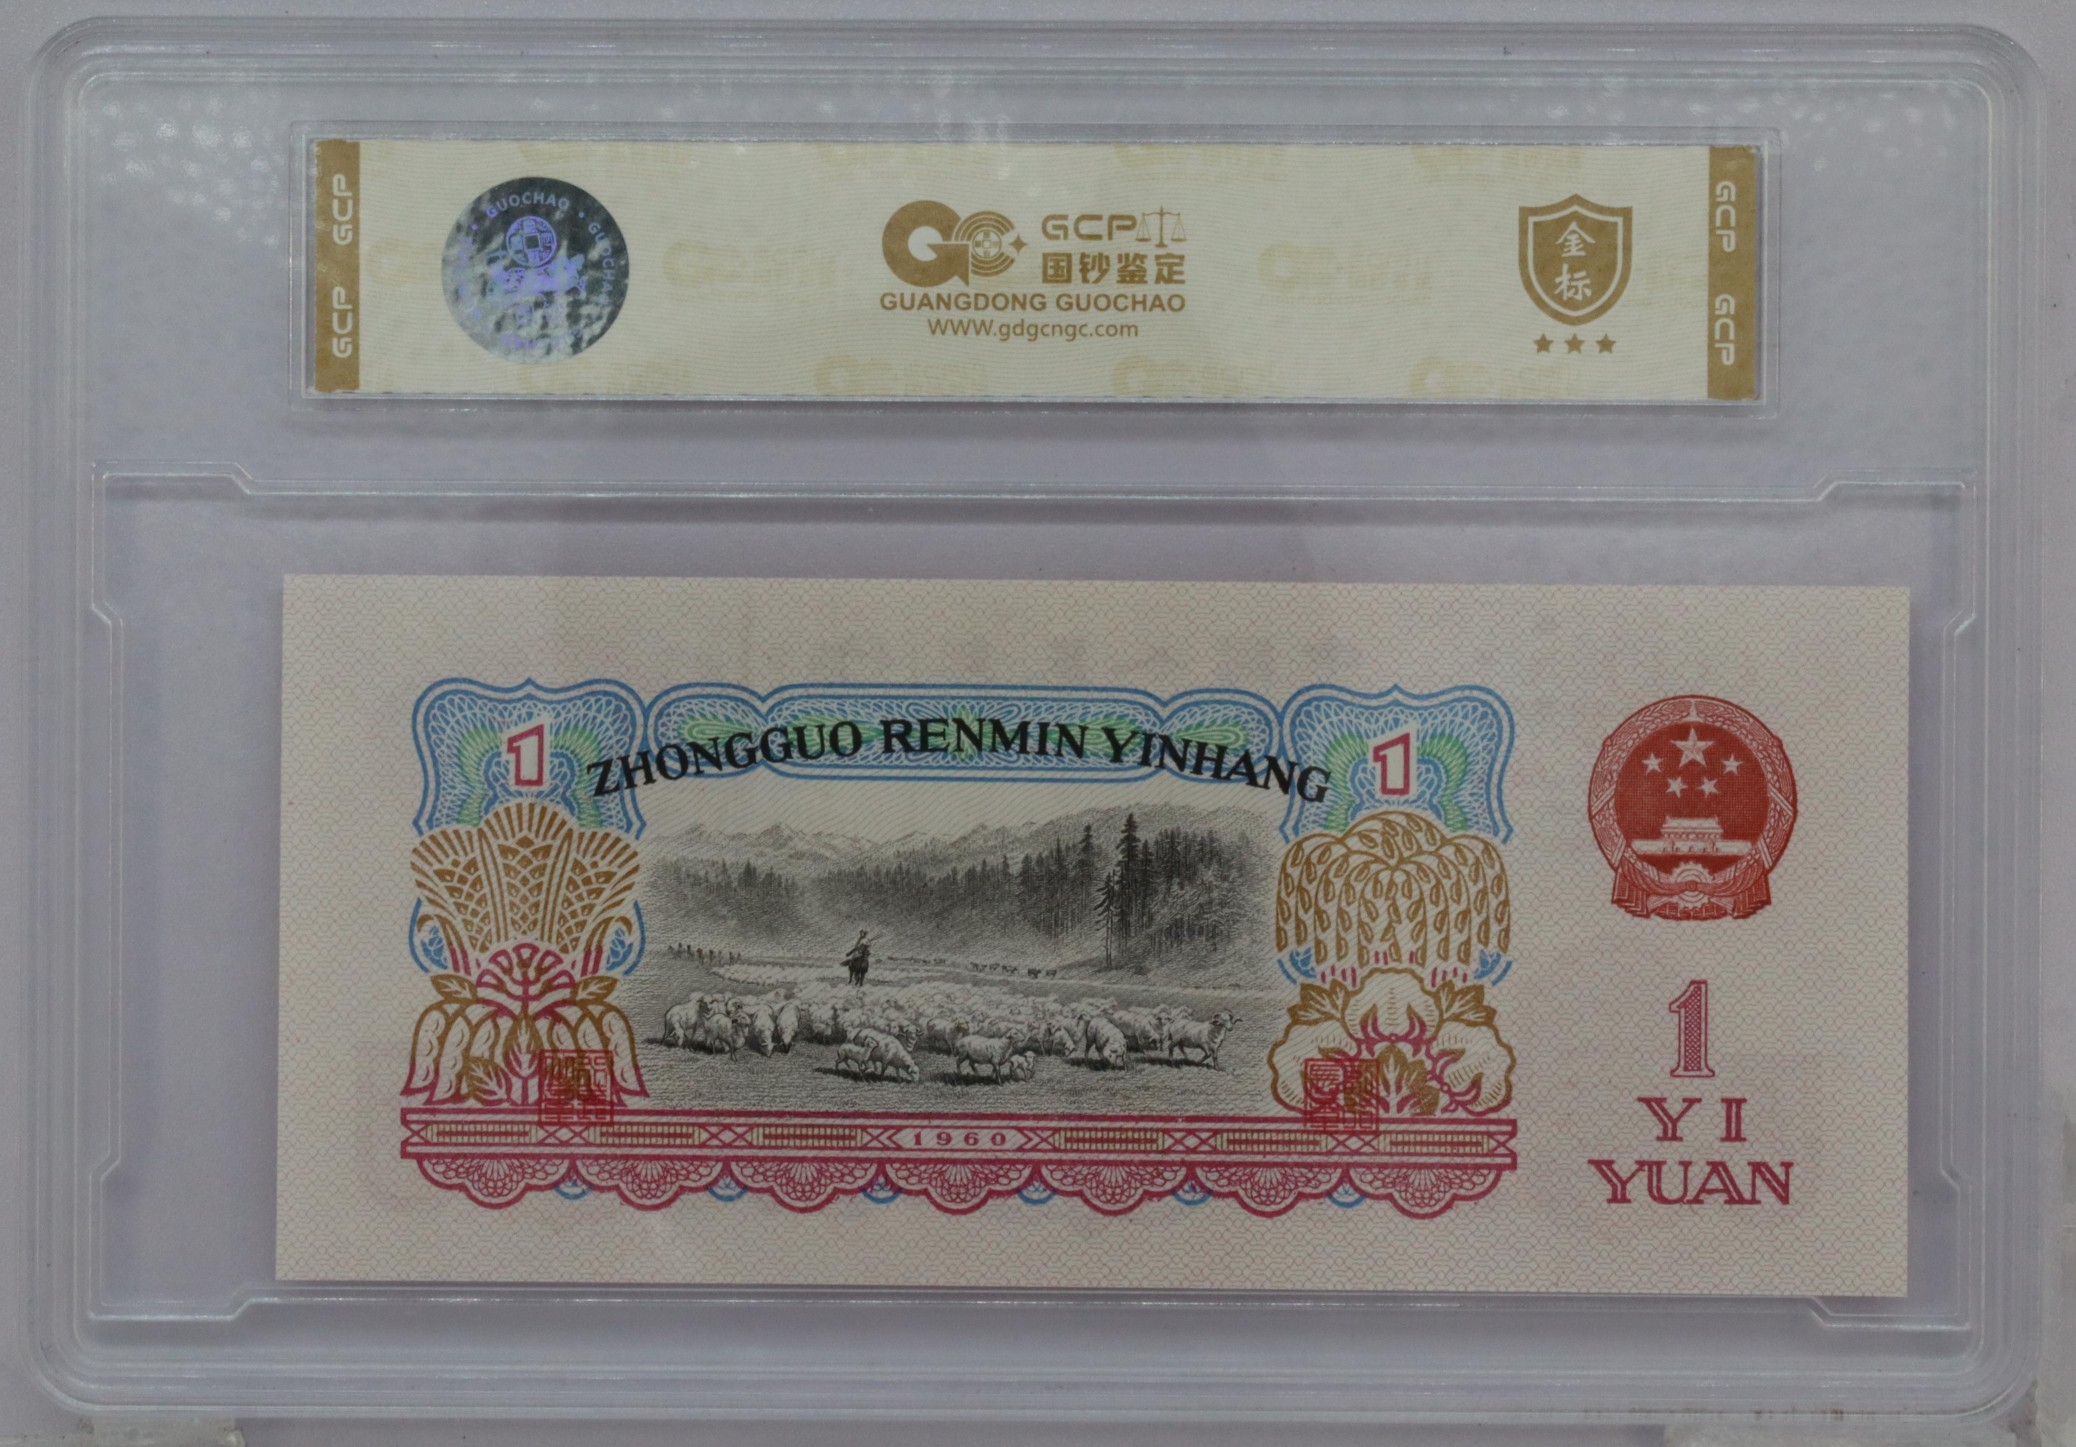 GCP
GCP
GUOCHAO • GUOCHAO
GCP
国钞鉴定
GUANGDONG GUOCHAO
WWW.gdgcngc.com
金
标
GCP
GCP
1
ZHONGGUO RENMIN YINHANG
1
1960
1
YI
YUAN